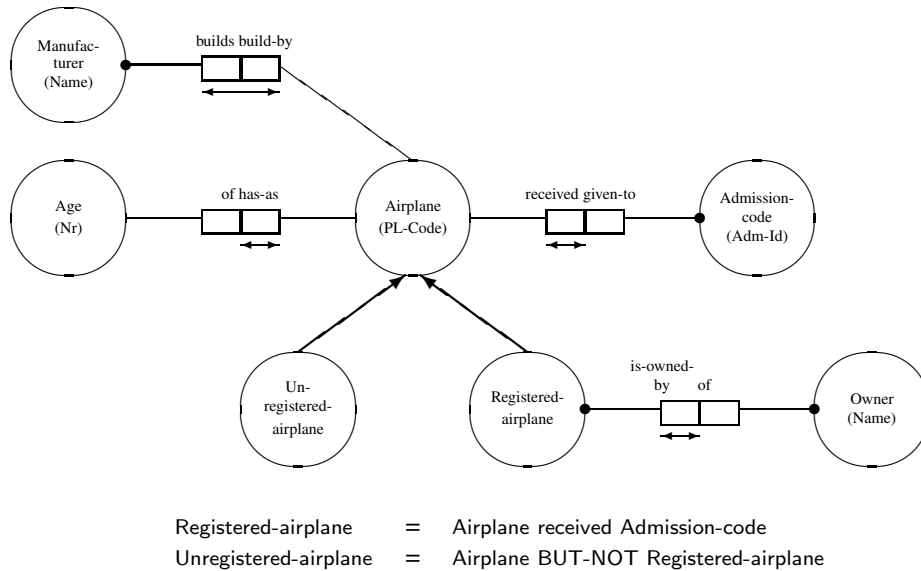 builds build-by
Manufac-
turer
(Name)
of has-as
received given-to
Age
(Nr)
Airplane
(PL-Code)
Admission-
code
(Adm-Id)
Un-
registered-
airplane
Registered-
airplane
is-owned-
by of
Owner
(Name)
Registered-airplane = Airplane received Admission-code
Unregistered-airplane = Airplane BUT-NOT Registered-airplane